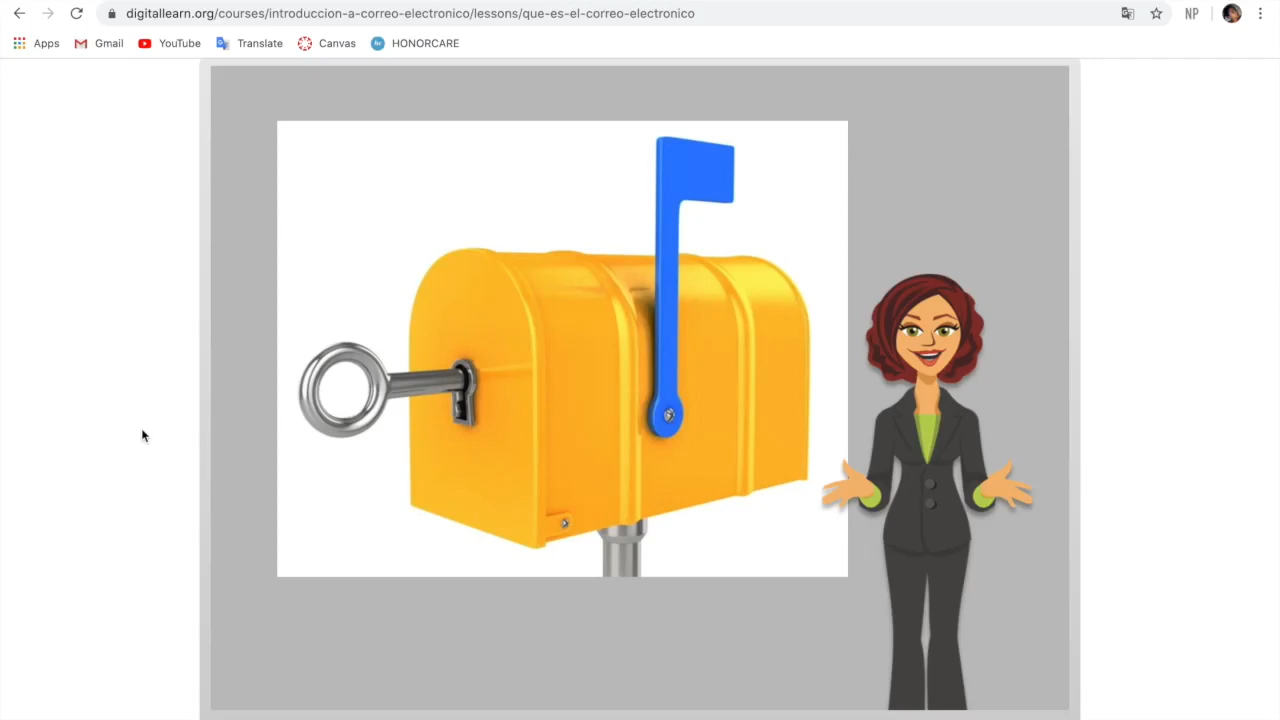 digitallearn.org/courses/introduccion-a-correo-electronico/lessons/que-es-el-correo-electronico
NP
Apps Gmail YouTube Translate Canvas HONORCARE